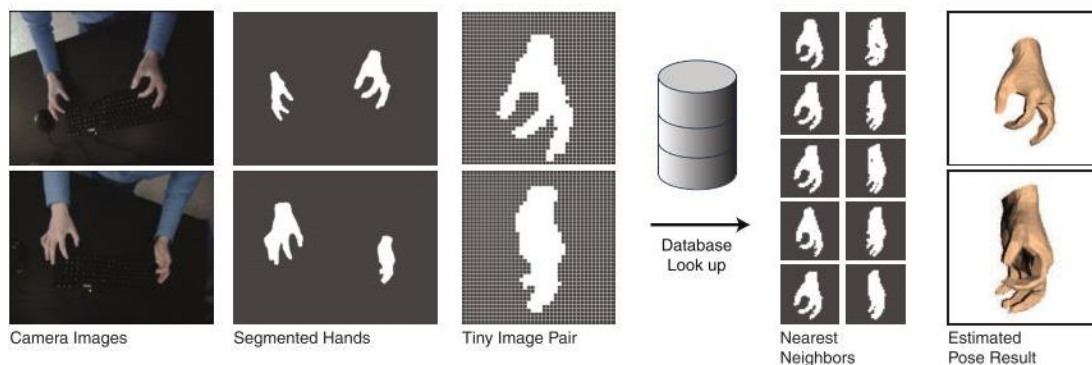 Database
Look up
Camera Images
Segmented Hands
Tiny Image Pair
Nearest
Neighbors
Estimated
Pose Result